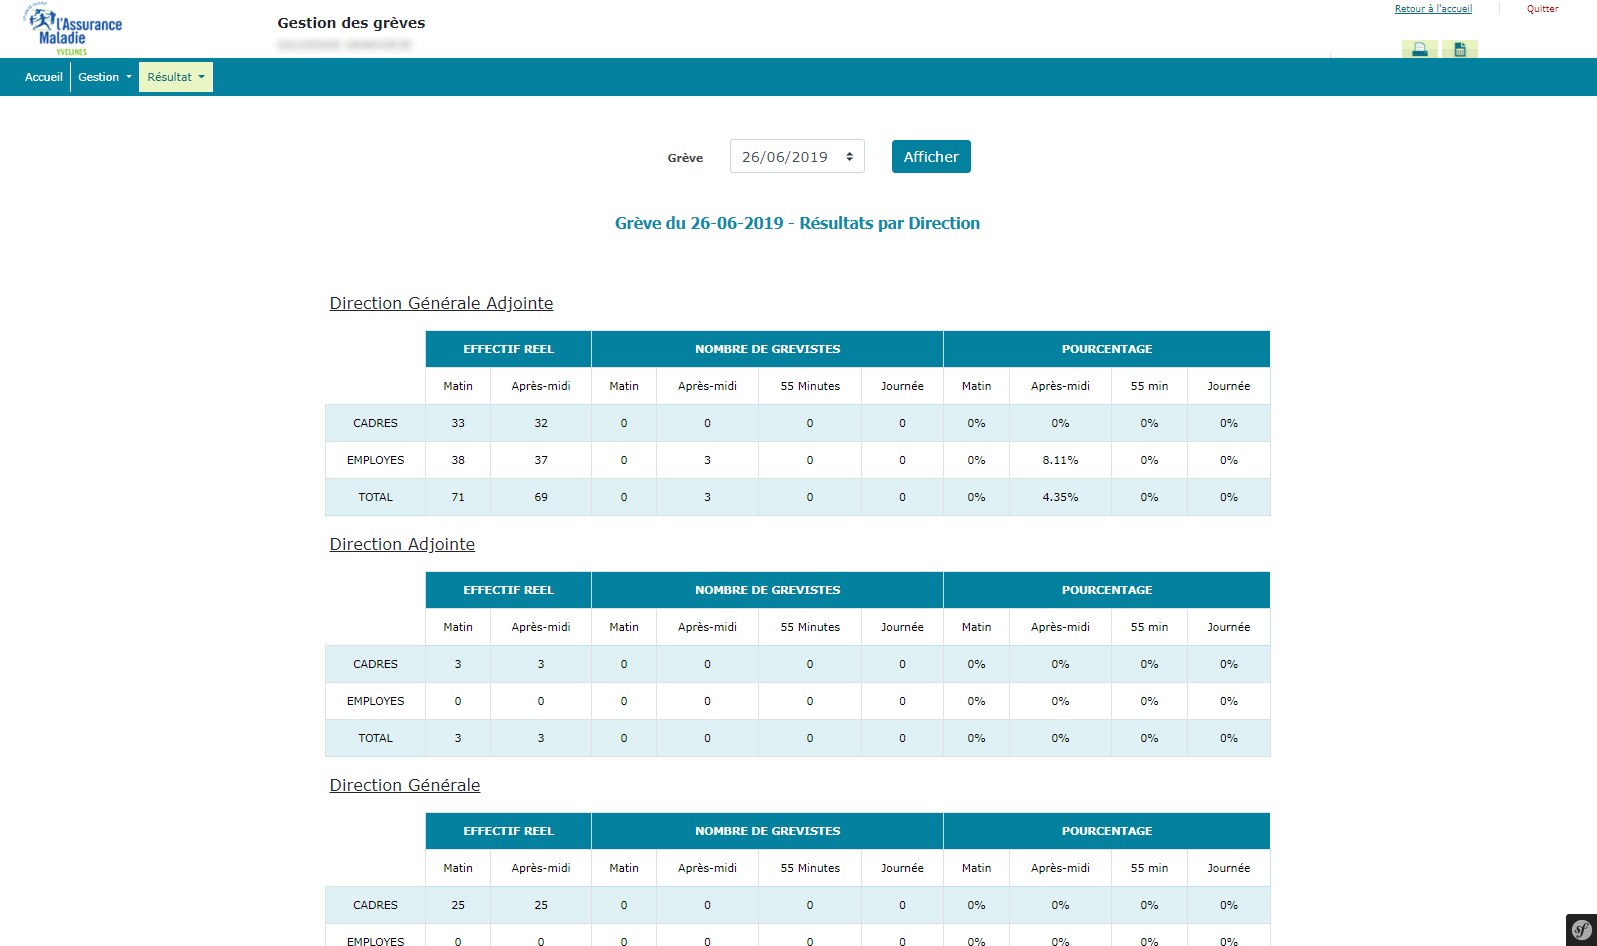 l'Assurance
Maladie
YVELINES
Gestion des grèves
Retour à l'accueil
Quitter
Accueil
Gestion
Résultat
Grève
26/06/2019
Afficher
Grève du 26-06-2019 - Résultats par Direction
Direction Générale Adjointe
EFFECTIF REEL NOMBRE DE GREVISTES POURCENTAGE
Matin Après-midi Matin Après-midi 55 Minutes Journée Matin Après-midi 55 min Journée
CADRES 33 32 0 0 0 0 0% 0% 0% 0%
EMPLOYES 38 37 0 3 0 0 0% 8.11% 0% 0%
TOTAL 71 69 0 3 0 0 0% 4.35% 0% 0%
Direction Adjointe
EFFECTIF REEL NOMBRE DE GREVISTES POURCENTAGE
Matin Après-midi Matin Après-midi 55 Minutes Journée Matin Après-midi 55 min Journée
CADRES 3 3 0 0 0 0 0% 0% 0% 0%
EMPLOYES 0 0 0 0 0 0 0% 0% 0% 0%
TOTAL 3 3 0 0 0 0 0% 0% 0% 0%
Direction Générale
EFFECTIF REEL NOMBRE DE GREVISTES POURCENTAGE
Matin Après-midi Matin Après-midi 55 Minutes Journée Matin Après-midi 55 min Journée
CADRES 25 25 0 0 0 0 0% 0% 0% 0%
EMPLOYES 0 0 0 0 0 0 0% 0% 0% 0%
sf